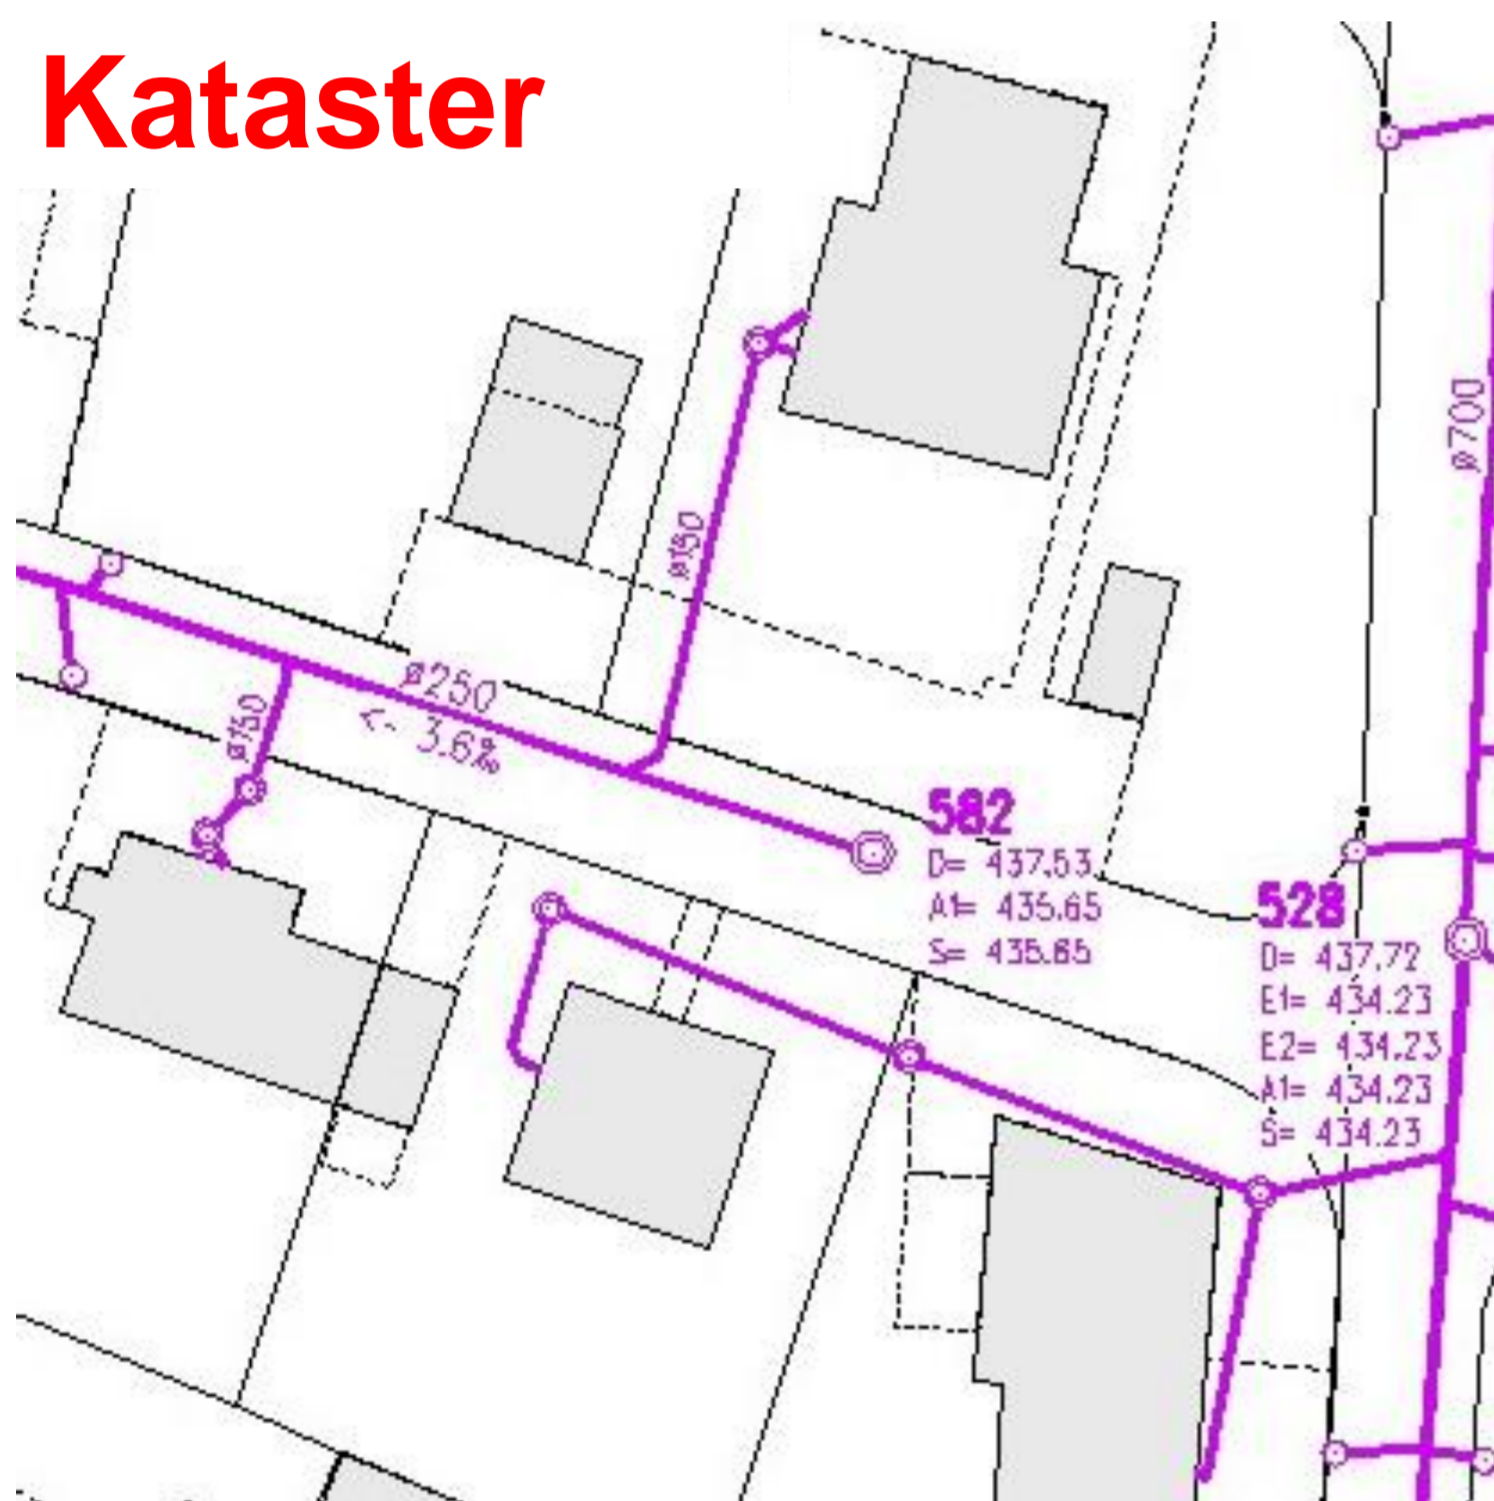 Kataster
ø700
ø150
ø250
<- 3.6‰
ø150
582
D= 437.53
A1= 435.65
S= 435.65
528
D= 437.72
E1= 434.23
E2= 434.23
A1= 434.23
S= 434.23